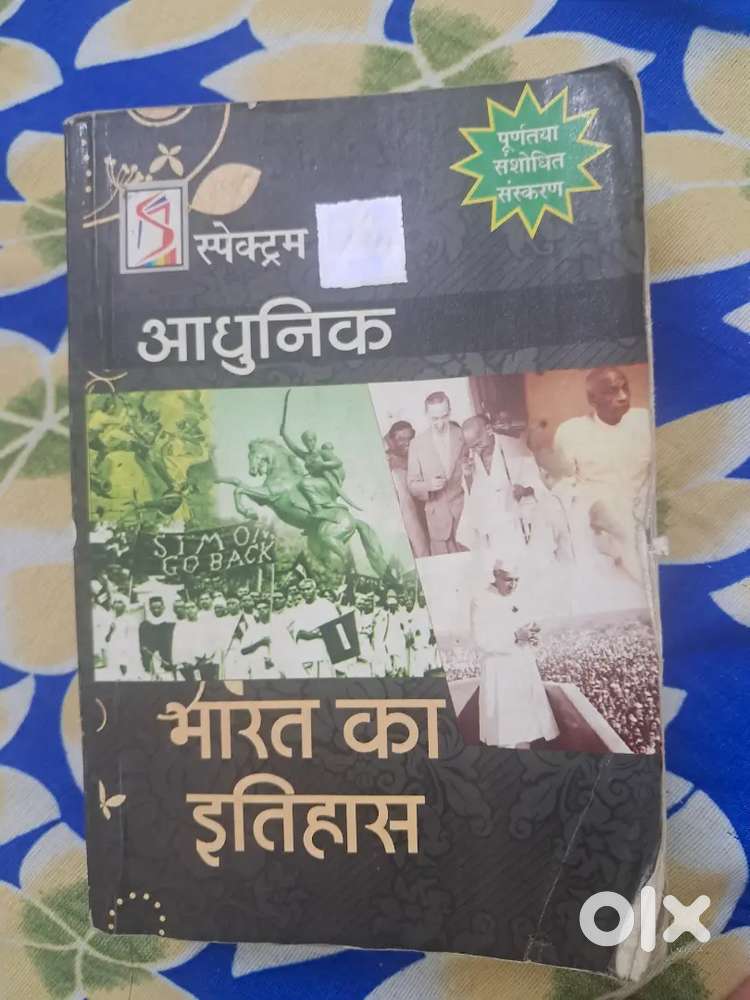 पूर्णतया
संशोधित
संस्करण
स्पेक्ट्रम
आधुनिक
SIMON
GO BACK
भारत का
इतिहास
olx